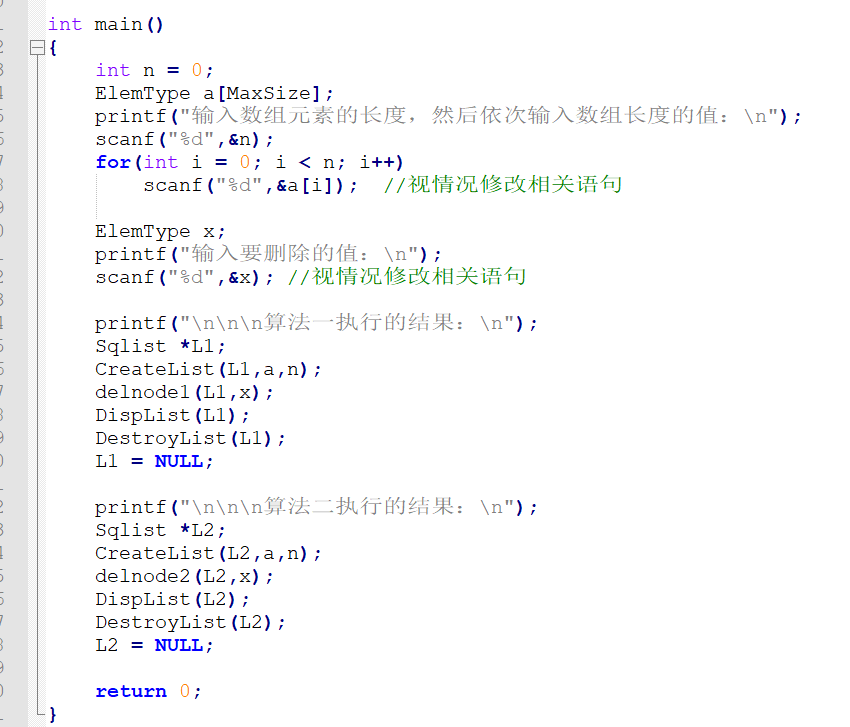 int main()
{
int n = 0;
ElemType a[MaxSize];
printf("输入数组元素的长度，然后依次输入数组长度的值：\n");
scanf("%d",&n);
for(int i = 0; i < n; i++)
scanf("%d",&a[i]);  //视情况修改相关语句
ElemType x;
printf("输入要删除的值：\n");
scanf("%d",&x); //视情况修改相关语句
printf("\n\n\n算法一执行的结果：\n");
Sqlist *L1;
CreateList(L1,a,n);
delnode1(L1,x);
DispList(L1);
DestroyList(L1);
L1 = NULL;
printf("\n\n\n算法二执行的结果：\n");
Sqlist *L2;
CreateList(L2,a,n);
delnode2(L2,x);
DispList(L2);
DestroyList(L2);
L2 = NULL;
return 0;
}